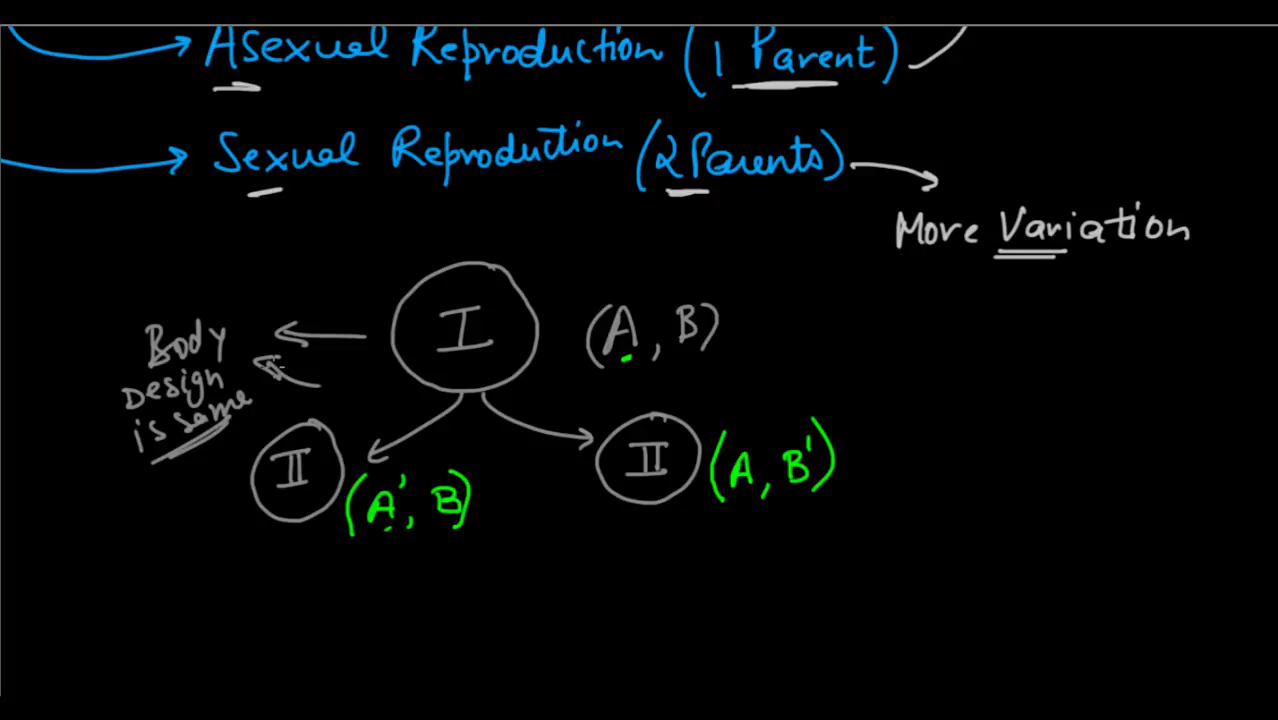 Asexual Reproduction (1 Parent)
Sexual Reproduction (2 Parents)
More Variation
I (A, B)
Body
Design
is same
II (A', B)
II (A, B')